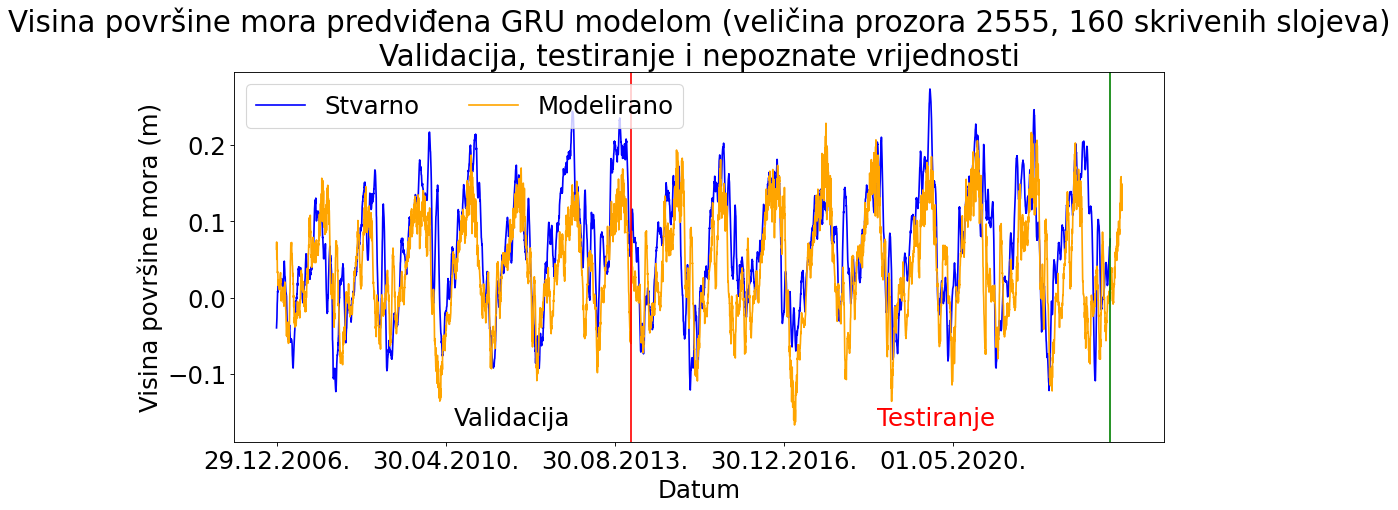 Visina površine mora predviđena GRU modelom (veličina prozora 2555, 160 skrivenih slojeva)
Validacija, testiranje i nepoznate vrijednosti
Stvarno
Modelirano
Visina površine mora (m)
0.2
0.1
0.0
−0.1
Validacija
Testiranje
29.12.2006.
30.04.2010.
30.08.2013.
30.12.2016.
01.05.2020.
Datum